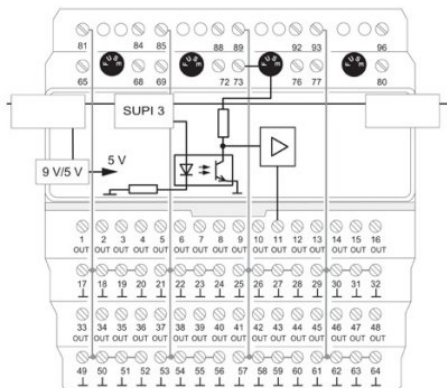 81 84 85 88 89 92 93 96
FUSE FUSE FUSE FUSE
65 68 69 72 73 76 77 80
SUPI 3
5 V
9 V/5 V
1 2 3 4 5 6 7 8 9 10 11 12 13 14 15 16
OUT OUT OUT OUT OUT OUT OUT OUT OUT OUT OUT OUT OUT OUT OUT OUT
17 18 19 20 21 22 23 24 25 26 27 28 29 30 31 32
33 34 35 36 37 38 39 40 41 42 43 44 45 46 47 48
OUT OUT OUT OUT OUT OUT OUT OUT OUT OUT OUT OUT OUT OUT OUT OUT
49 50 51 52 53 54 55 56 57 58 59 60 61 62 63 64